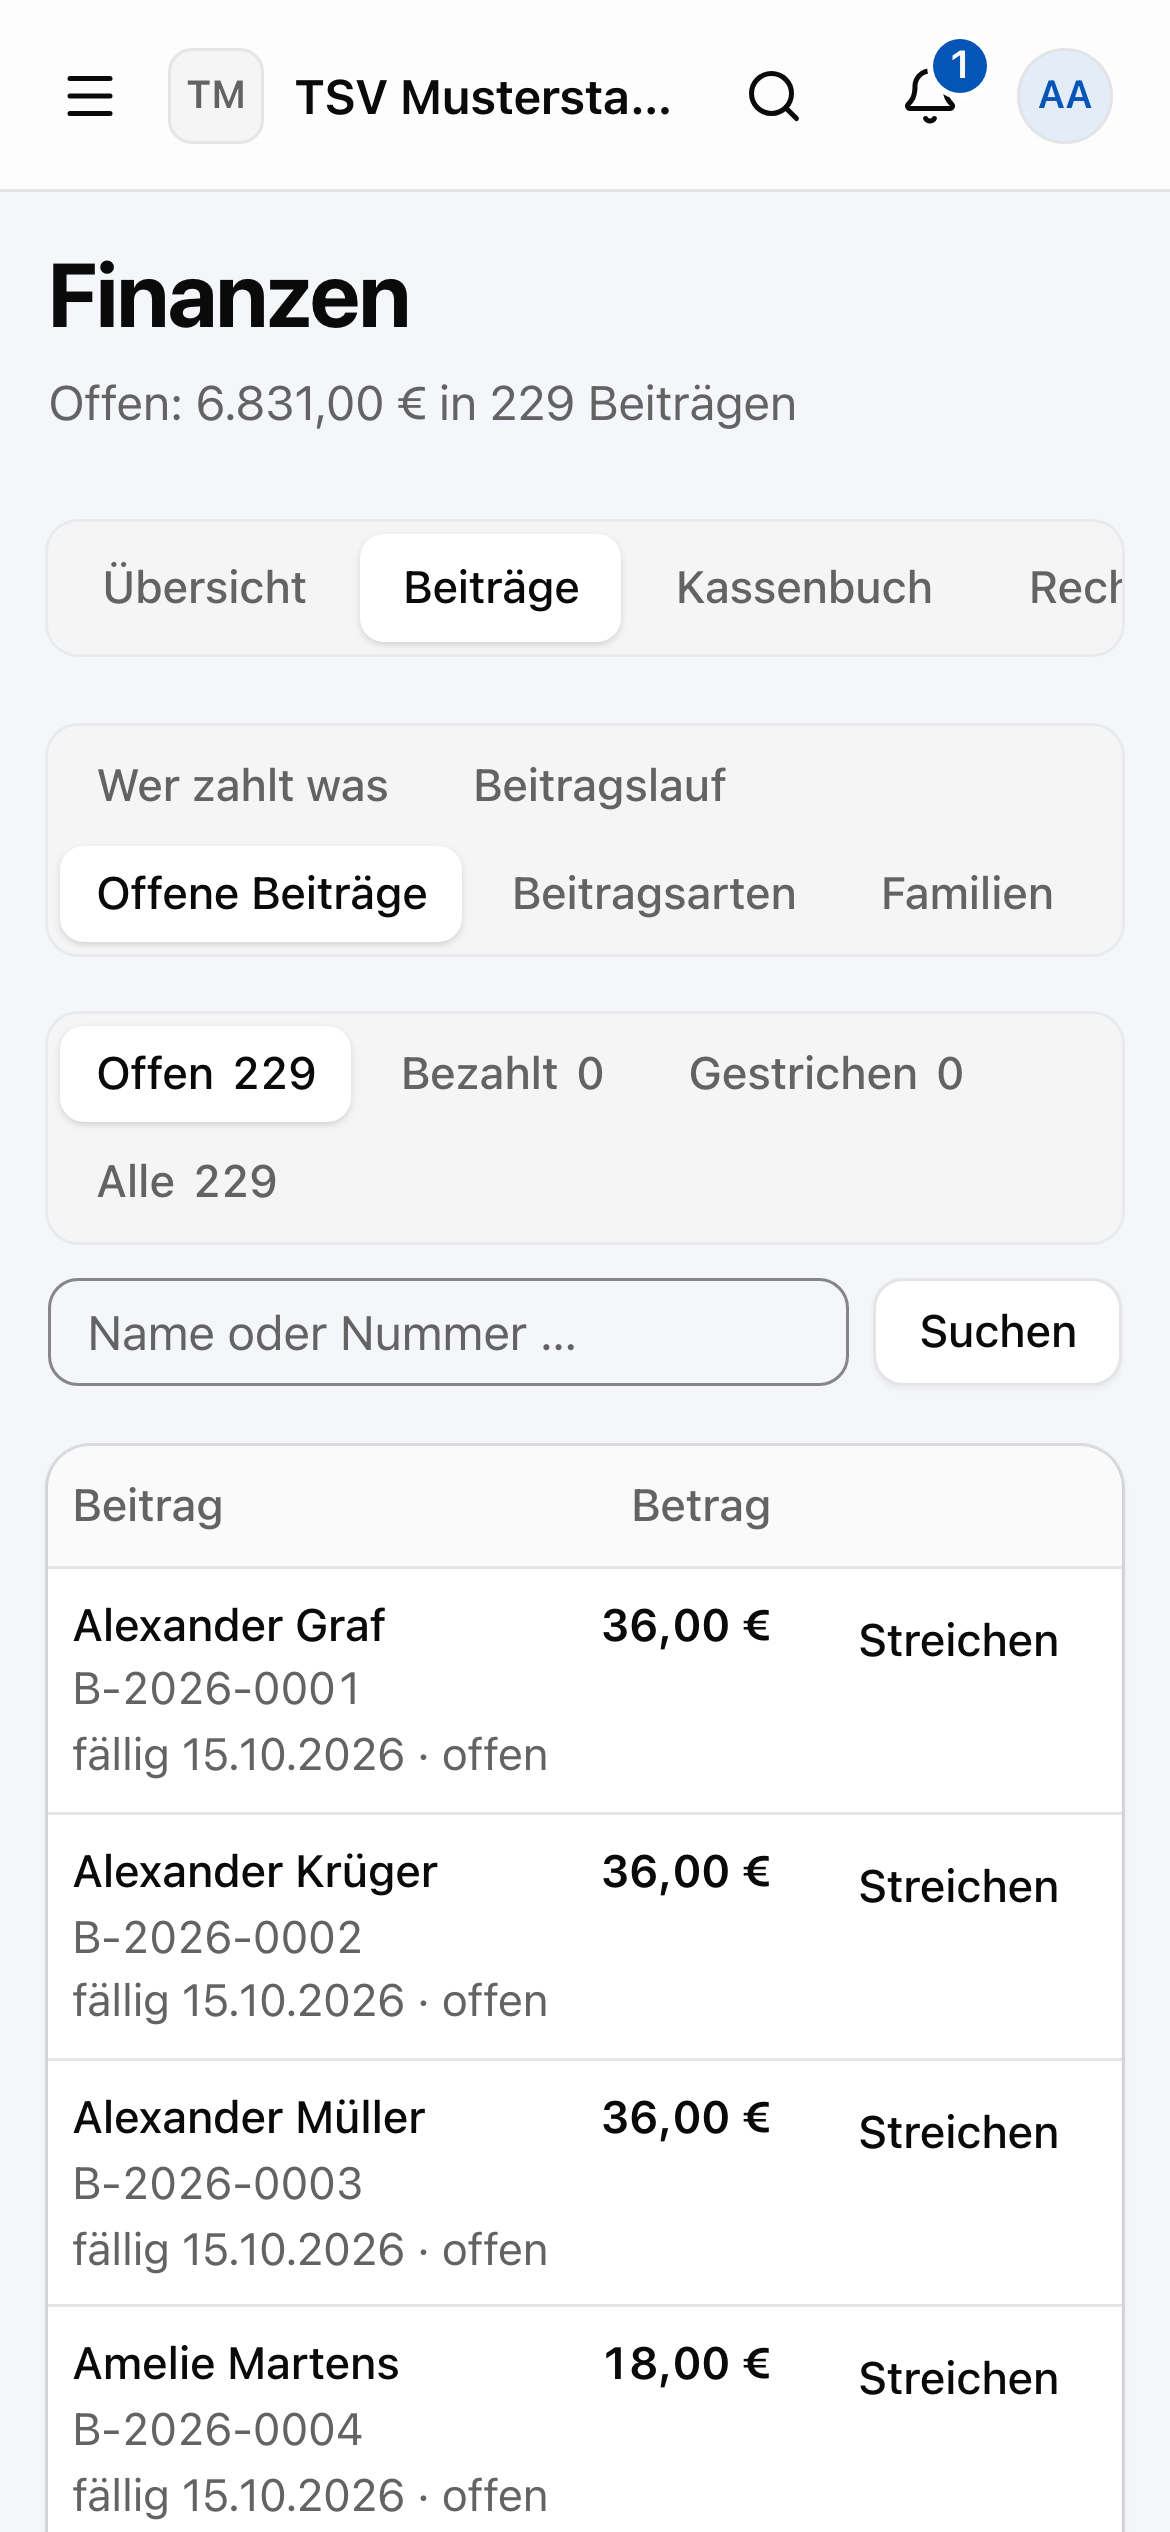 TM TSV Mustersta... 1 AA
Finanzen
Offen: 6.831,00 € in 229 Beiträgen
Übersicht Beiträge Kassenbuch Rech
Wer zahlt was Beitragslauf
Offene Beiträge Beitragsarten Familien
Offen 229 Bezahlt 0 Gestrichen 0
Alle 229
Name oder Nummer ... Suchen
Beitrag Betrag
Alexander Graf 36,00 € Streichen
B-2026-0001
fällig 15.10.2026 · offen
Alexander Krüger 36,00 € Streichen
B-2026-0002
fällig 15.10.2026 · offen
Alexander Müller 36,00 € Streichen
B-2026-0003
fällig 15.10.2026 · offen
Amelie Martens 18,00 € Streichen
B-2026-0004
fällig 15.10.2026 · offen